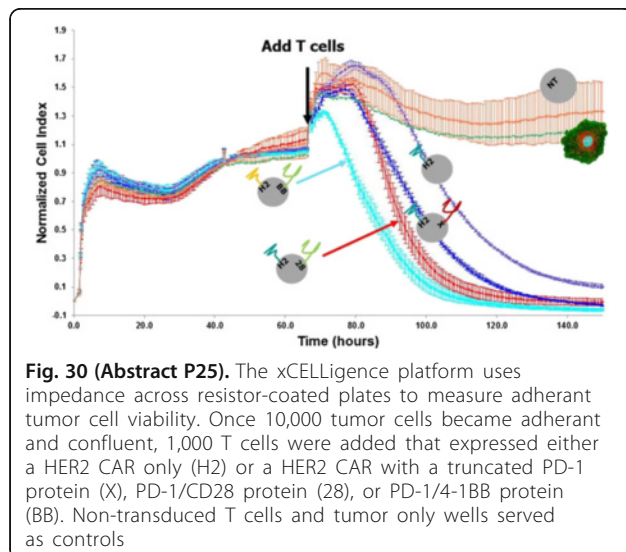 Add T cells
Normalized Cell Index
1.9
1.7
1.5
1.3
1.1
0.9
0.7
0.5
0.3
0.1
-0.1
NT
H2
H2 BB
H2 X
H2 28
0.0 20.0 40.0 60.0 80.0 100.0 120.0 140.0
Time (hours)
Fig. 30 (Abstract P25). The xCELLigence platform uses
impedance across resistor-coated plates to measure adherant
tumor cell viability. Once 10,000 tumor cells became adherant
and confluent, 1,000 T cells were added that expressed either
a HER2 CAR only (H2) or a HER2 CAR with a truncated PD-1
protein (X), PD-1/CD28 protein (28), or PD-1/4-1BB protein
(BB). Non-transduced T cells and tumor only wells served
as controls